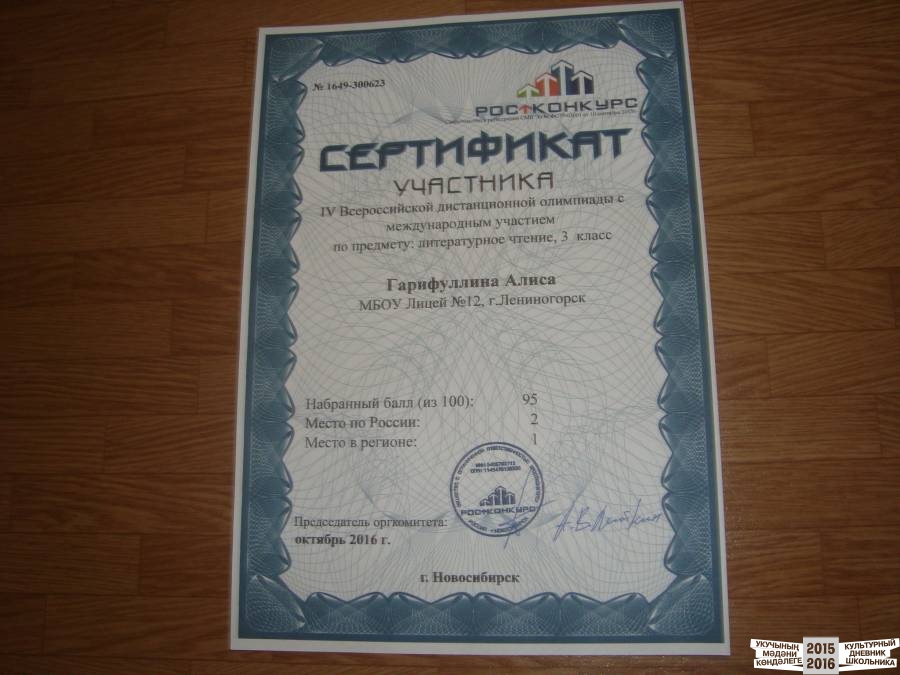 № 1649-300623
РОСТКОНКУРС
СЕРТИФИКАТ
УЧАСТНИКА
IV Всероссийской дистанционной олимпиады с
международным участием
по предмету: литературное чтение, 3 класс
Гарифуллина Алиса
МБОУ Лицей №12, г.Лениногорск
Набранный балл (из 100): 95
Место по России: 2
Место в регионе: 1
РОСТКОНКУРС
Председатель оргкомитета:
октябрь 2016 г.
г. Новосибирск
УКУЧЫНЫҢ
МӘДӘНИ
КӨНДӘЛЕГЕ
2015
2016
КУЛЬТУРНЫЙ
ДНЕВНИК
ШКОЛЬНИКА